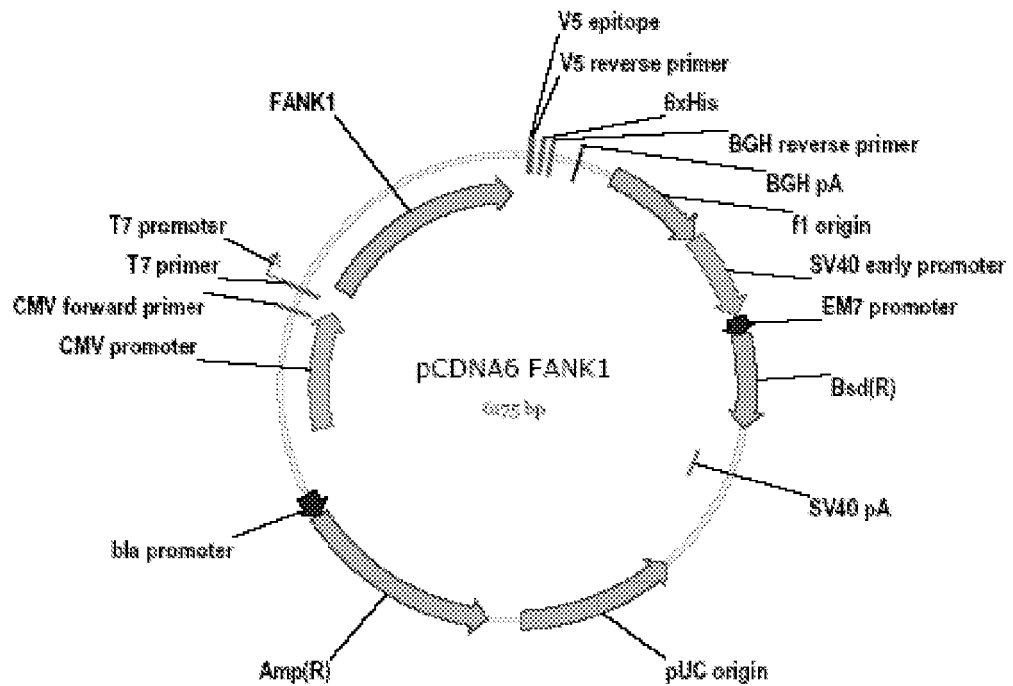 V5 epitope
V5 reverse primer
6xHis
BGH reverse primer
BGH pA
f1 origin
SV40 early promoter
EM7 promoter
Bsd(R)
SV40 pA
pUC origin
Amp(R)
bla promoter
CMV promoter
CMV forward primer
T7 primer
T7 promoter
FANK1
pCDNA6 FANK1
bp